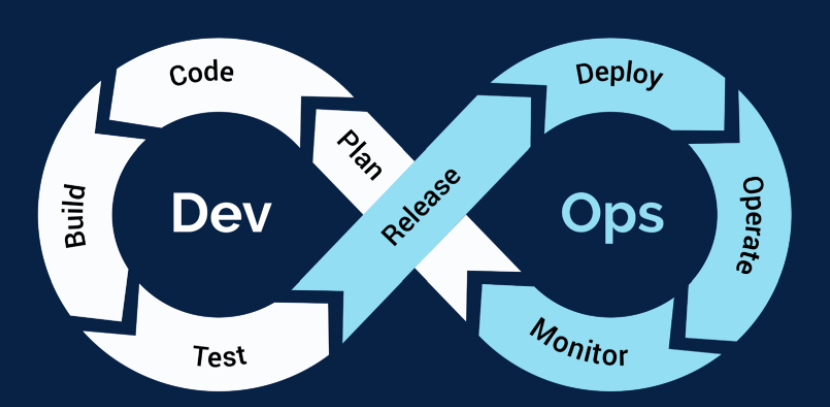 Code
Deploy
Plan
Build
Dev
Release
Ops
Operate
Test
Monitor